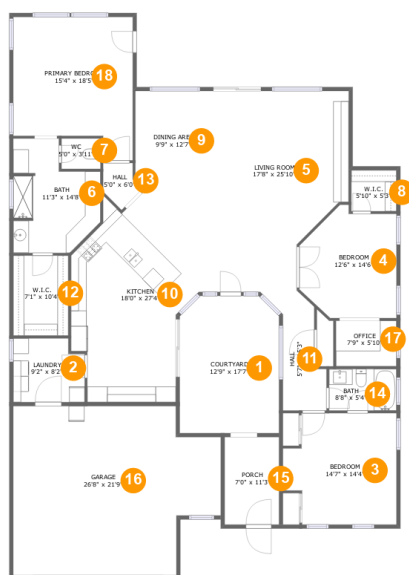 PRIMARY BEDRO
15'4" x 18'5
18
WC
5'0" x 3'11
7
DINING AREA
9'9" x 12'7
9
LIVING ROOM
17'8" x 25'10
5
HALL
5'0" x 6'0
13
BATH
11'3" x 14'8
6
W.I.C.
5'10" x 5'3
8
BEDROOM
12'6" x 14'6
4
W.I.C.
7'1" x 10'4
12
KITCHEN
18'0" x 27'4
10
OFFICE
7'9" x 5'10
17
HALL
11
LAUNDRY
9'2" x 8'2
2
COURTYARD
12'9" x 17'7
1
BATH
8'8" x 5'4
14
BEDROOM
14'7" x 14'4
3
GARAGE
26'8" x 21'9
16
PORCH
7'0" x 11'3
15